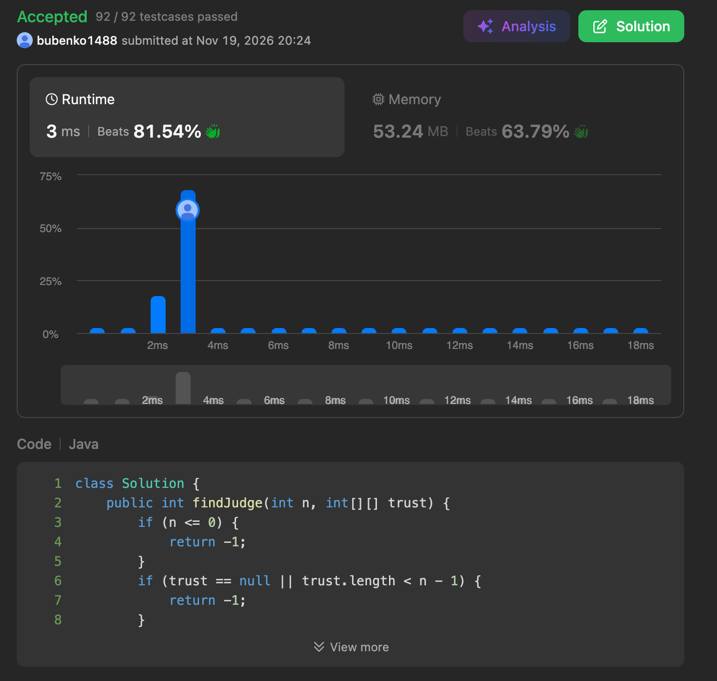 Accepted 92 / 92 testcases passed
Analysis
Solution
bubenko1488 submitted at Nov 19, 2026 20:24
Runtime
3 ms | Beats 81.54%
Memory
53.24 MB | Beats 63.79%
75%
50%
25%
0%
2ms 4ms 6ms 8ms 10ms 12ms 14ms 16ms 18ms
2ms 4ms 6ms 8ms 10ms 12ms 14ms 16ms 18ms
Code | Java
1 class Solution {
2     public int findJudge(int n, int[][] trust) {
3         if (n <= 0) {
4             return -1;
5         }
6         if (trust == null || trust.length < n - 1) {
7             return -1;
8         }
View more